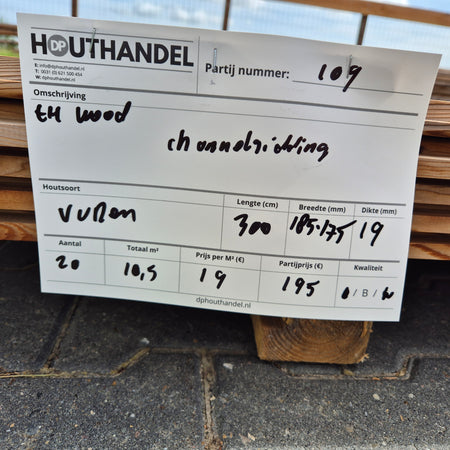 HOUTHANDEL
DP
E: info@dphouthandel.nl
T: 0031 (0) 621 500 454
W: dphouthandel.nl
Partij nummer: 109
Omschrijving
th wood
channelsidding
Houtsoort
vuren
Lengte (cm)
300
Breedte (mm)
185-175
Dikte (mm)
19
Aantal
20
Totaal m²
10,5
Prijs per M² (€)
19
Partijprijs (€)
195
Kwaliteit
/ B /
dphouthandel.nl